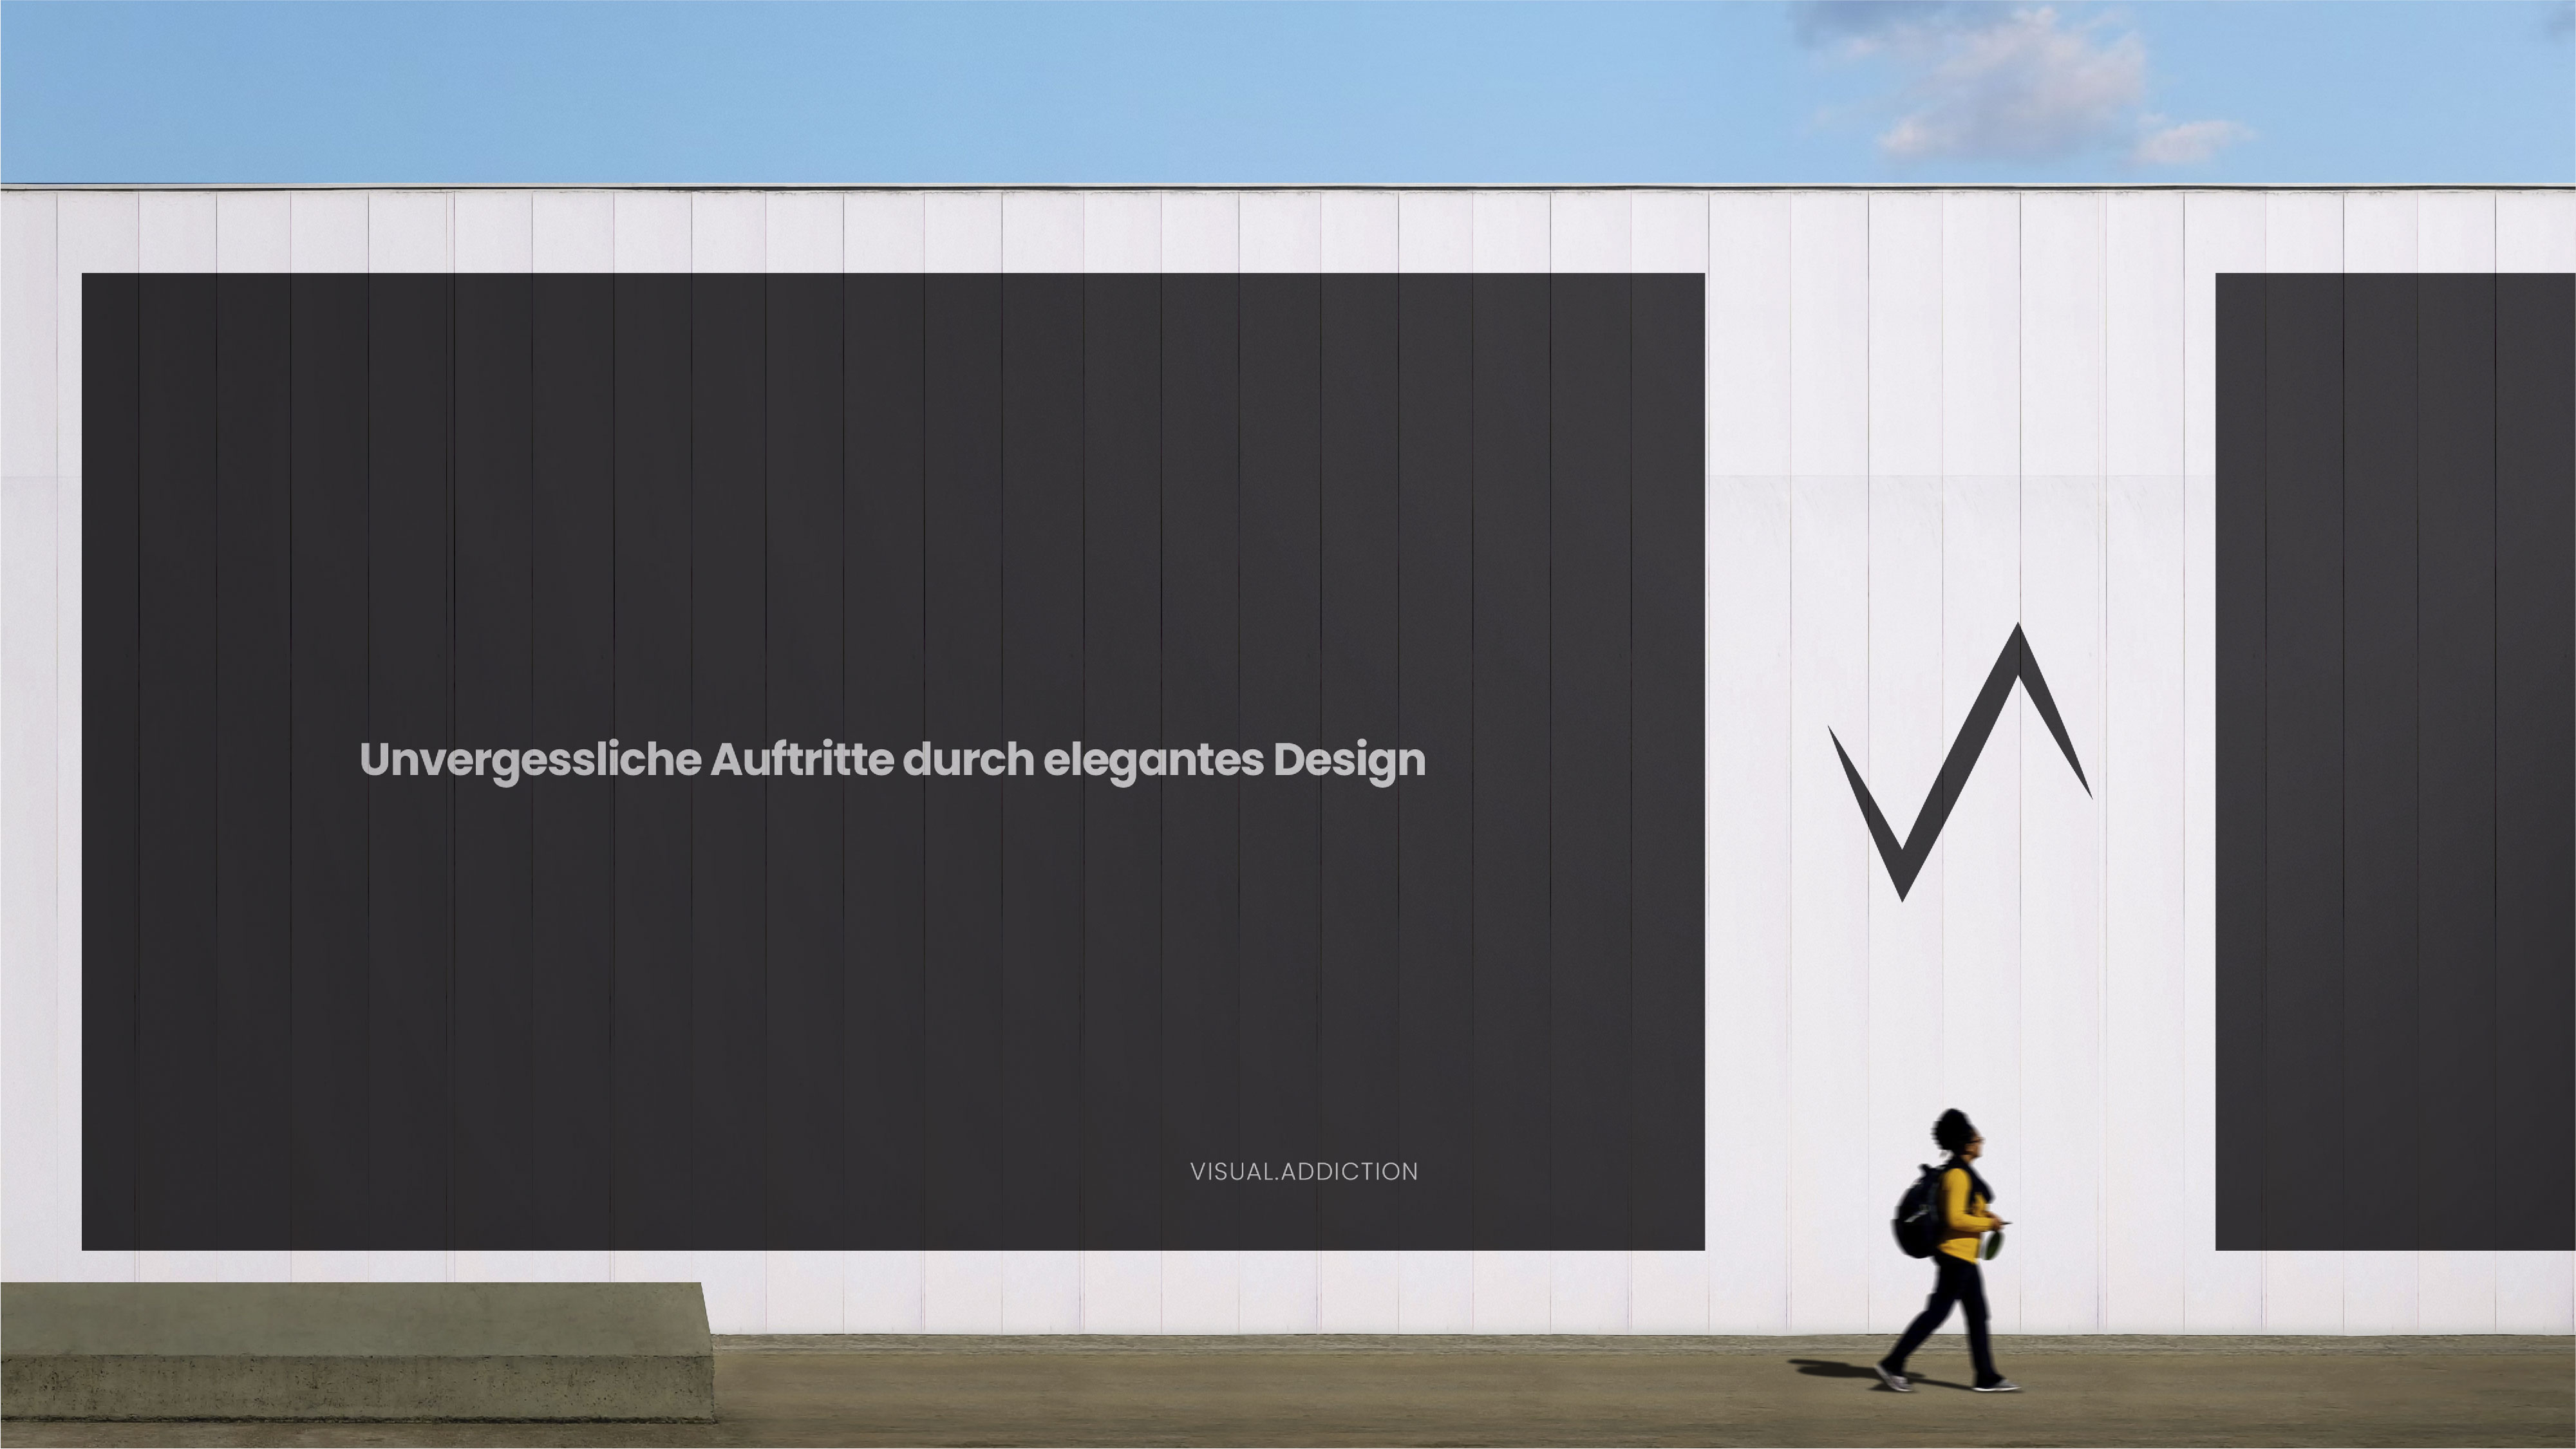 Unvergessliche Auftritte durch elegantes Design
VISUAL.ADDICTION